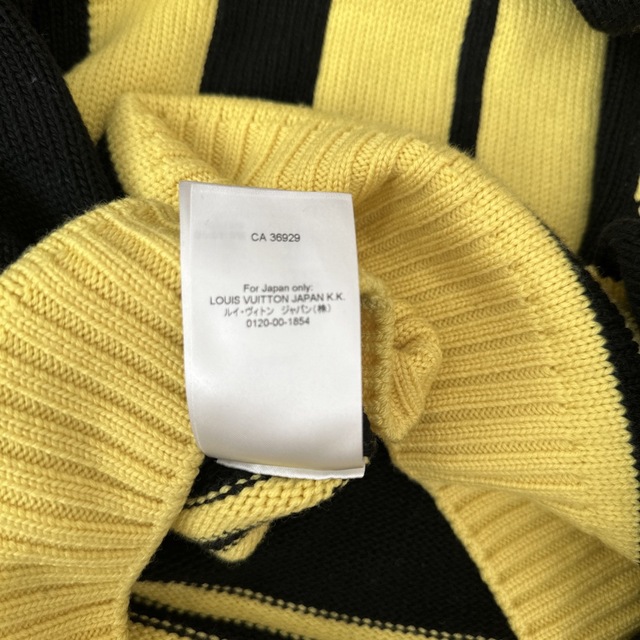 CA 36929
For Japan only:
LOUIS VUITTON JAPAN K.K.
ルイ・ヴィトン ジャパン(株)
0120-00-1854